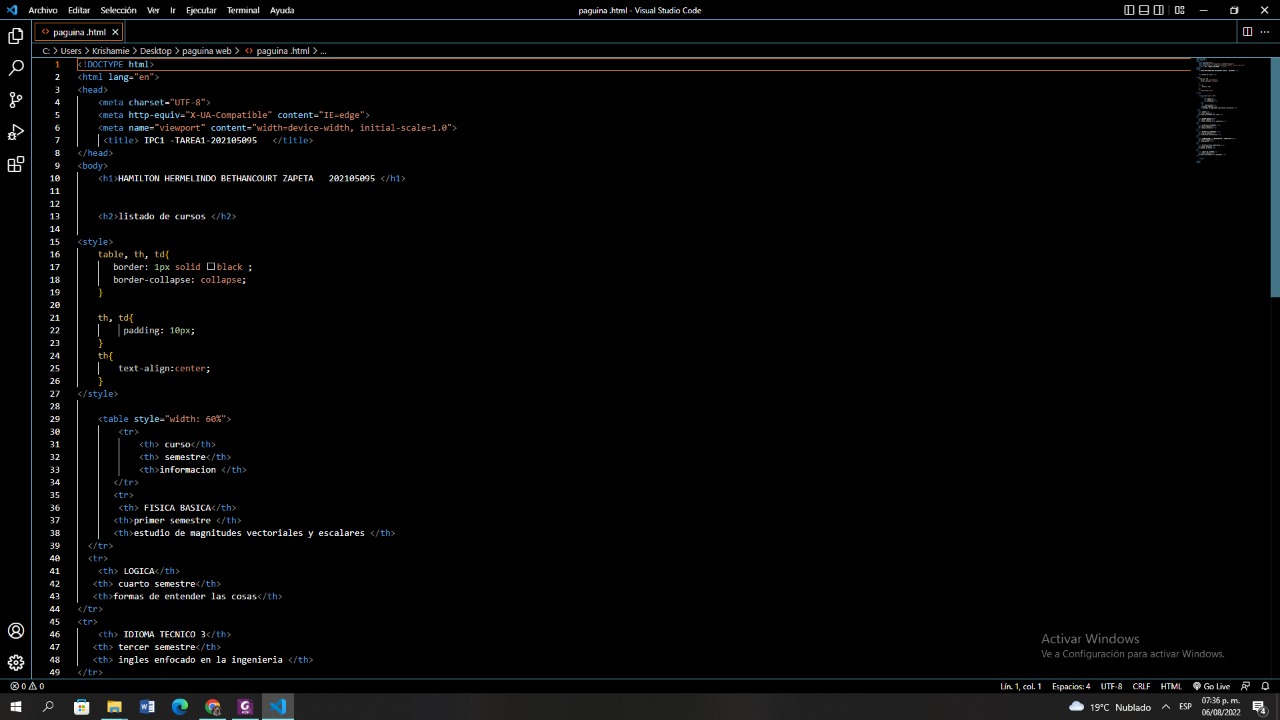 Archivo Editar Selección Ver Ir Ejecutar Terminal Ayuda
paguina .html - Visual Studio Code
paguina .html
C: > Users > Krishamie > Desktop > paguina web > paguina .html > ...
1 <!DOCTYPE html>
2 <html lang="en">
3 <head>
4 <meta charset="UTF-8">
5 <meta http-equiv="X-UA-Compatible" content="IE=edge">
6 <meta name="viewport" content="width=device-width, initial-scale=1.0">
7 <title> IPC1 -TAREA1-202105095 </title>
8 </head>
9 <body>
10 <h1>HAMILTON HERMELINDO BETHANCOURT ZAPETA 202105095 </h1>
11
12
13 <h2>listado de cursos </h2>
14
15 <style>
16 table, th, td{
17 border: 1px solid black ;
18 border-collapse: collapse;
19 }
20
21 th, td{
22 padding: 10px;
23 }
24 th{
25 text-align:center;
26 }
27 </style>
28
29 <table style="width: 60%">
30 <tr>
31 <th> curso</th>
32 <th> semestre</th>
33 <th>informacion </th>
34 </tr>
35 <tr>
36 <th> FISICA BASICA</th>
37 <th>primer semestre </th>
38 <th>estudio de magnitudes vectoriales y escalares </th>
39 </tr>
40 <tr>
41 <th> LOGICA</th>
42 <th> cuarto semestre</th>
43 <th>formas de entender las cosas</th>
44 </tr>
45 <tr>
46 <th> IDIOMA TECNICO 3</th>
47 <th> tercer semestre</th>
48 <th> ingles enfocado en la ingenieria </th>
49 </tr>
Activar Windows
Ve a Configuración para activar Windows.
0 0 Lín. 1, col. 1 Espacios: 4 UTF-8 CRLF HTML Go Live
19°C Nublado ESP 07:36 p. m.
06/08/2022 4